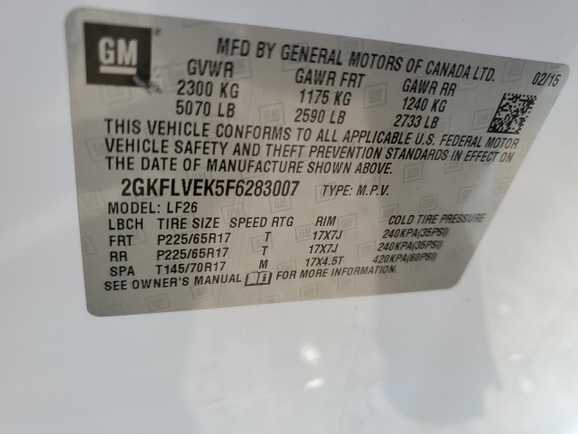 GM
MFD BY GENERAL MOTORS OF CANADA LTD.
02/15
GVWR GAWR FRT GAWR RR
2300 KG 1175 KG 1240 KG
5070 LB 2590 LB 2733 LB
THIS VEHICLE CONFORMS TO ALL APPLICABLE U.S. FEDERAL MOTOR
VEHICLE SAFETY AND THEFT PREVENTION STANDARDS IN EFFECT ON
THE DATE OF MANUFACTURE SHOWN ABOVE.
2GKFLVEK5F6283007 TYPE: M.P.V.
MODEL: LF26
LBCH TIRE SIZE SPEED RTG RIM COLD TIRE PRESSURE
FRT P225/65R17 T 17X7J 240KPA(35PSI)
RR P225/65R17 T 17X7J 240KPA(35PSI)
SPA T145/70R17 M 17X4.5T 420KPA(60PSI)
SEE OWNER'S MANUAL FOR MORE INFORMATION.